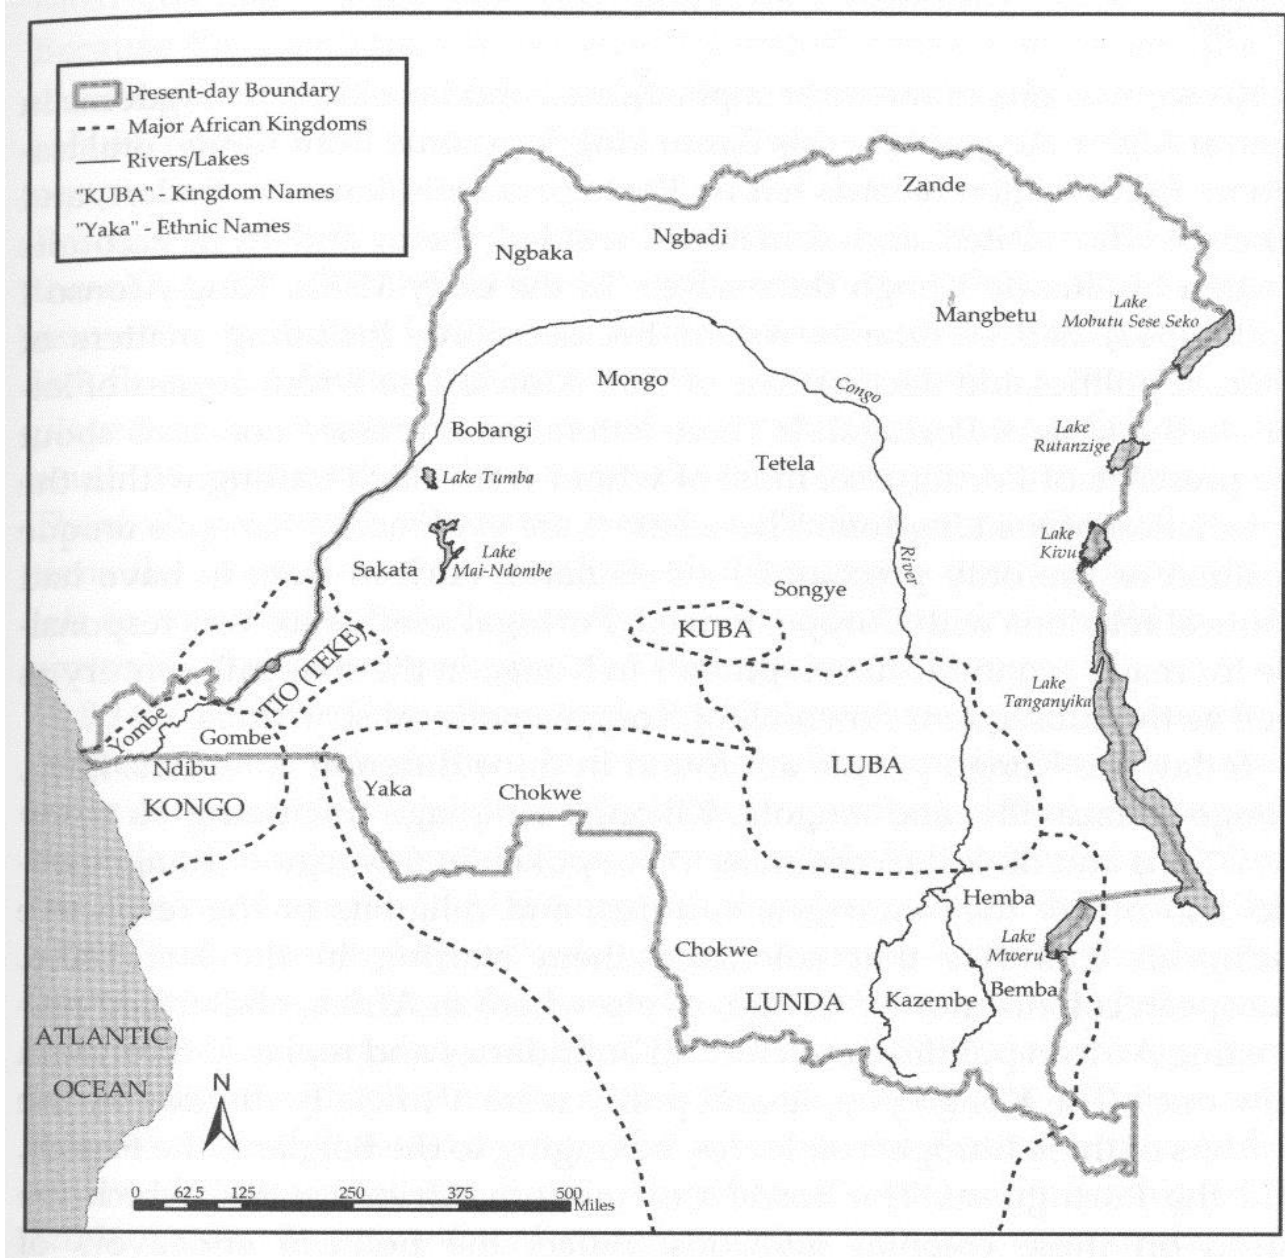 Present-day Boundary
Major African Kingdoms
Rivers/Lakes
"KUBA" - Kingdom Names
"Yaka" - Ethnic Names
Zande
Ngbadi
Ngbaka
Mangbetu
Lake
Mobutu Sese Seko
Mongo
Congo
River
Bobangi
Lake
Rutanzige
Tetela
Lake Tumba
Lake
Kivu
Lake
Mai-Ndombe
Sakata
Songye
KUBA
TIO (TEKE)
Lake
Tanganyika
Yombe
Gombe
Ndibu
KONGO
Yaka
Chokwe
LUBA
Hemba
Lake
Mweru
Chokwe
LUNDA
Kazembe
Bemba
ATLANTIC
OCEAN
N
0 62.5 125 250 375 500
Miles